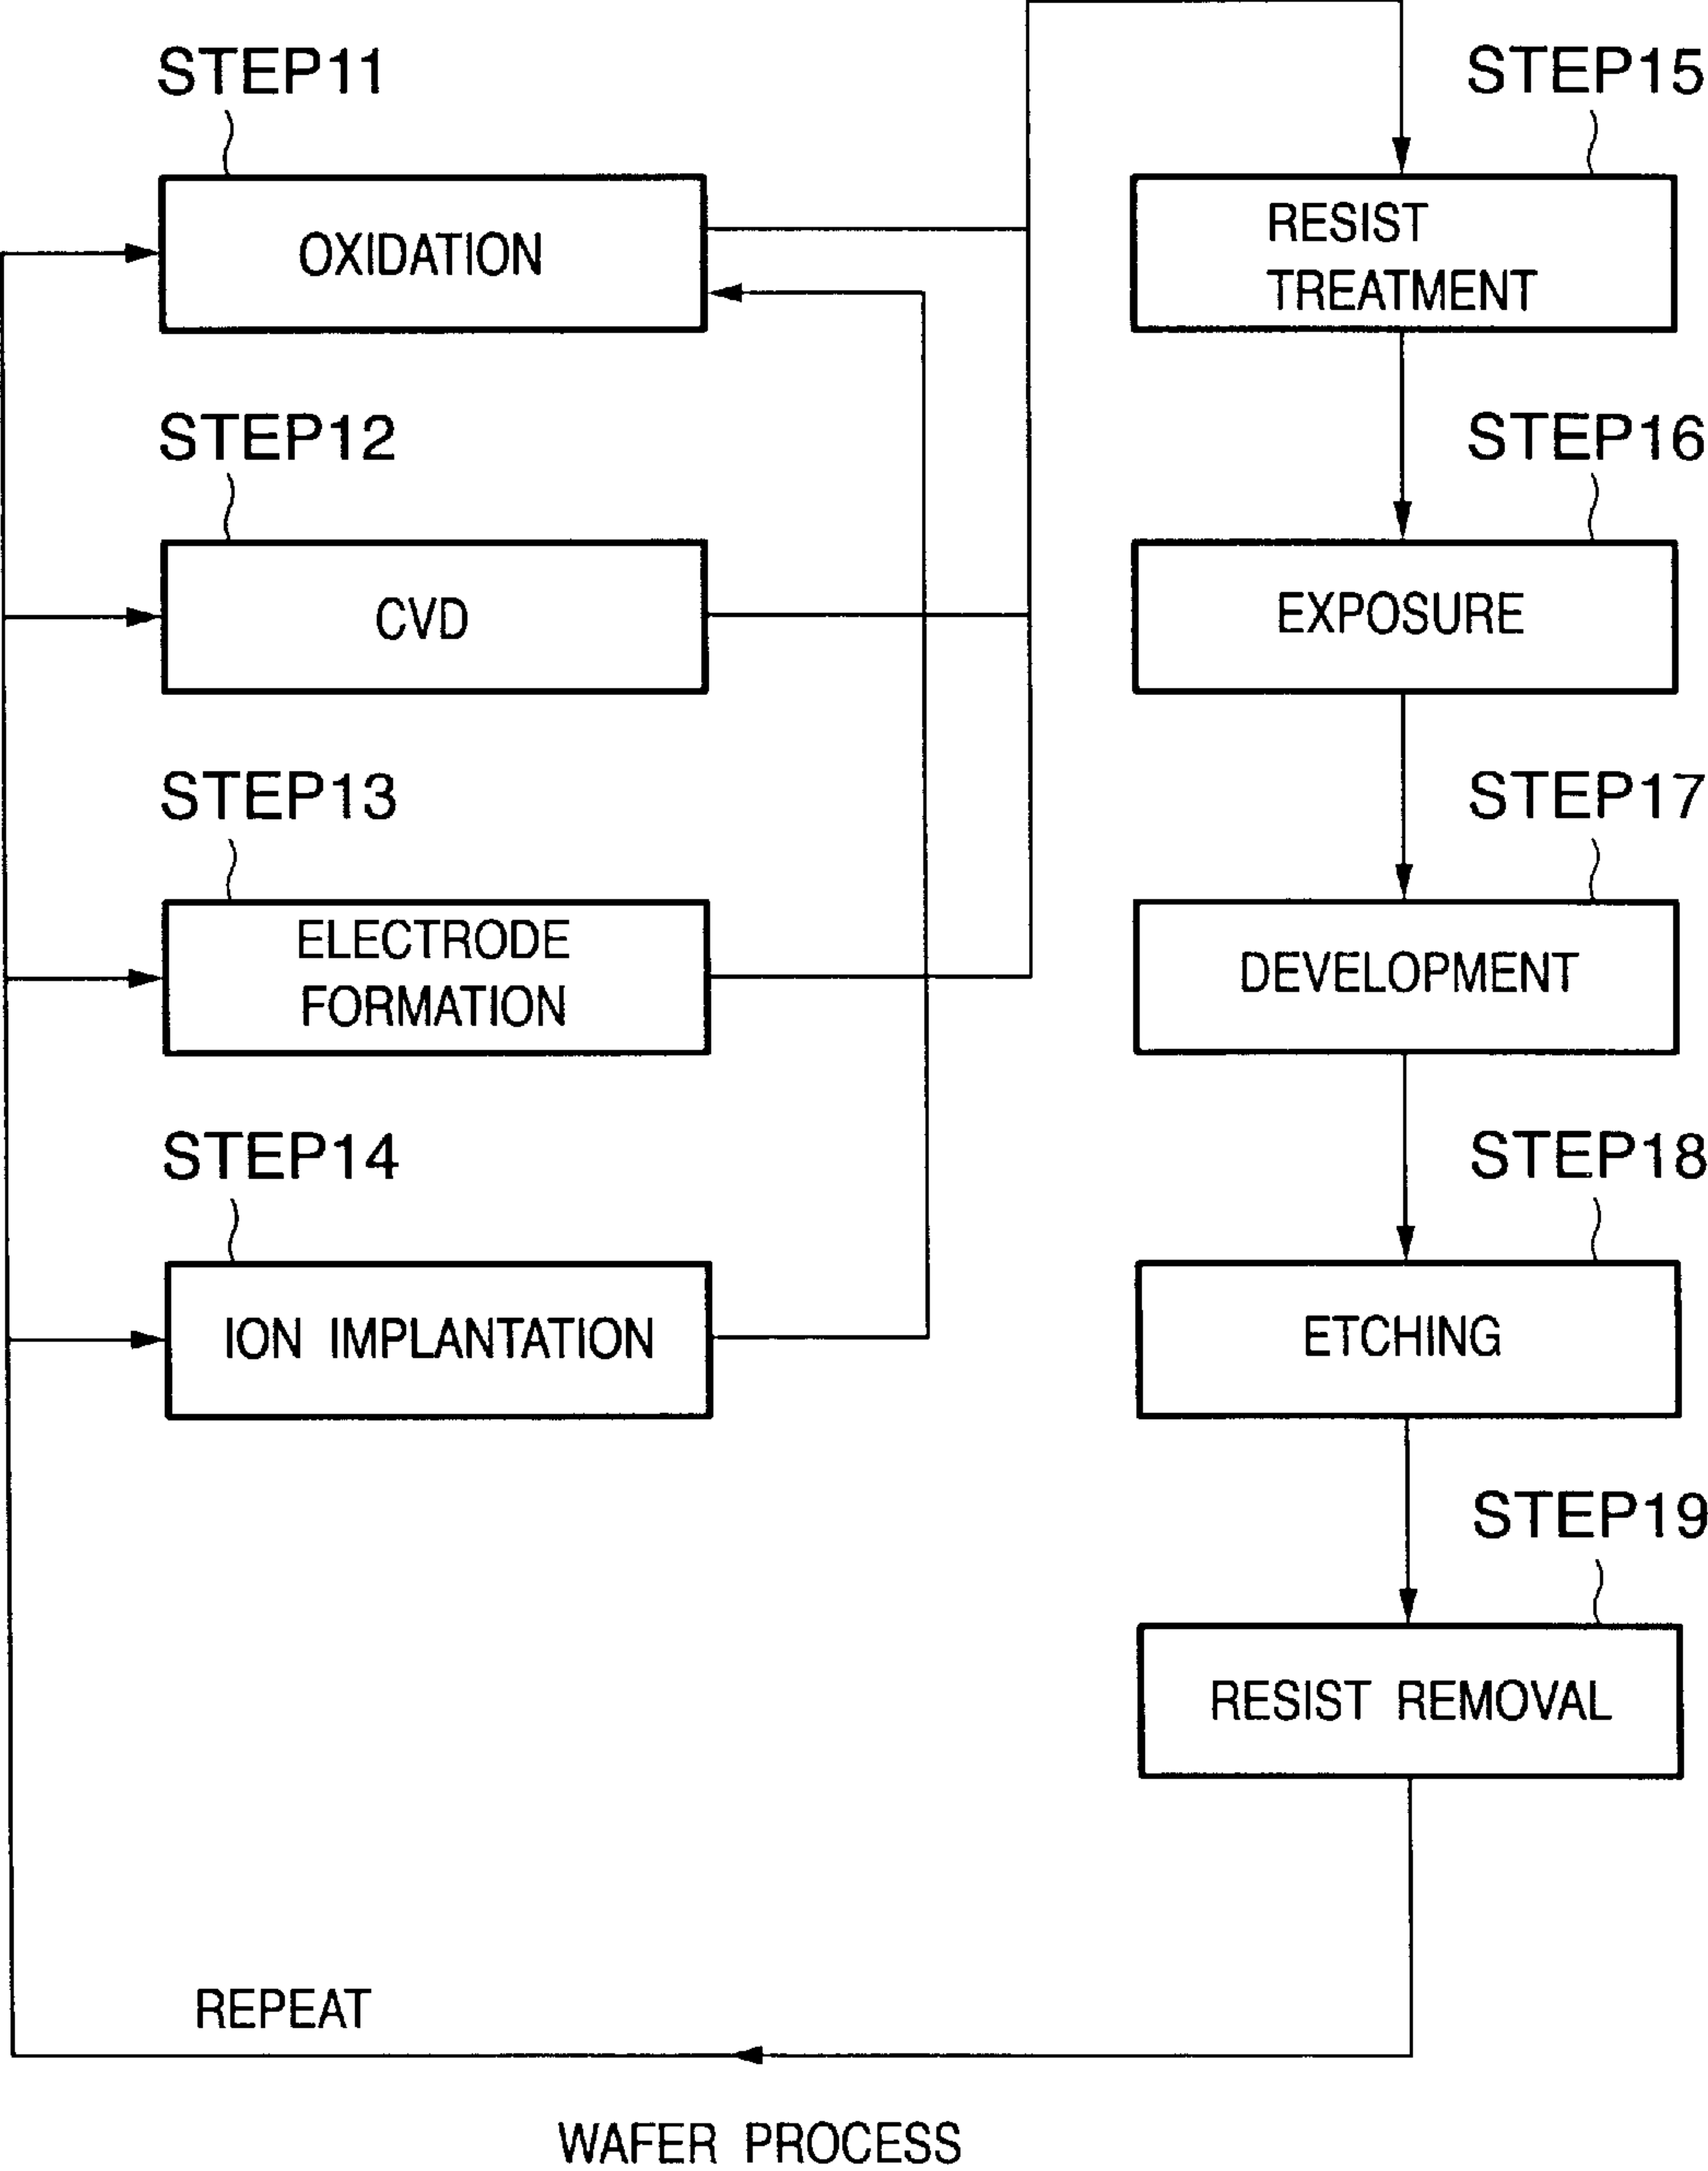 STEP11
OXIDATION
STEP12
CVD
STEP13
ELECTRODE
FORMATION
STEP14
ION IMPLANTATION
STEP15
RESIST
TREATMENT
STEP16
EXPOSURE
STEP17
DEVELOPMENT
STEP18
ETCHING
STEP19
RESIST REMOVAL
REPEAT
WAFER PROCESS